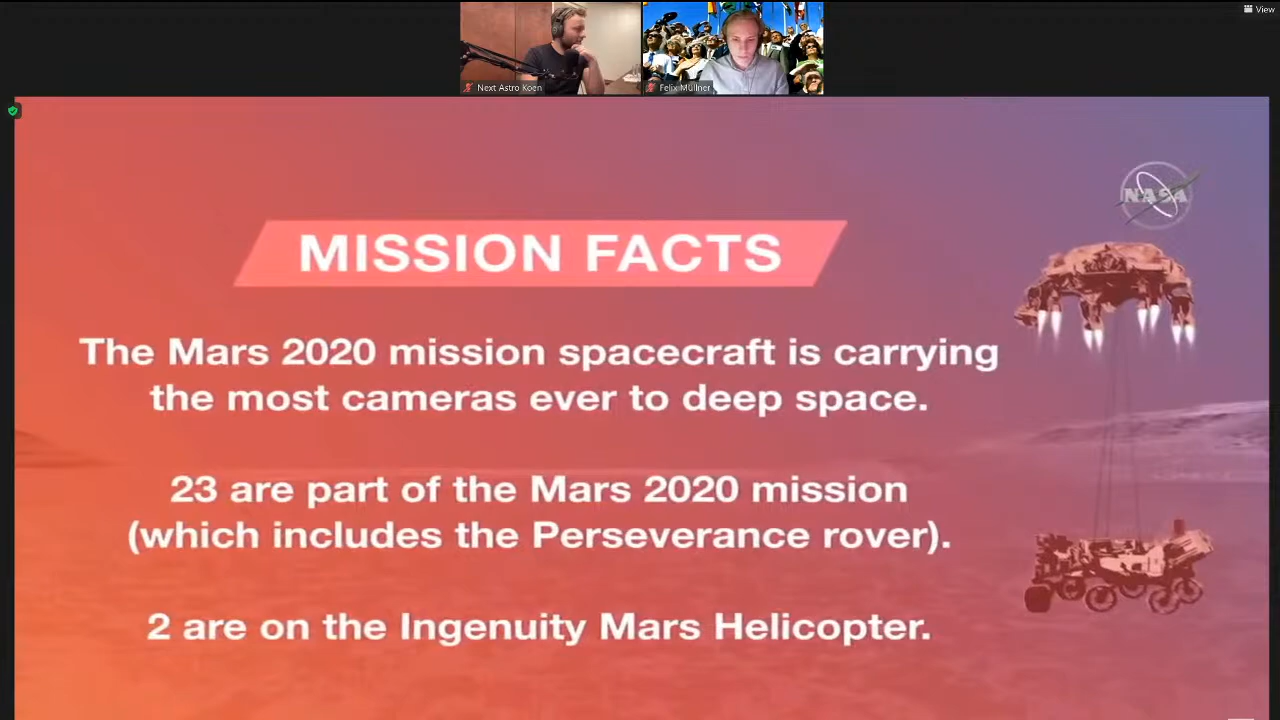 View
Next Astro Koen
Felix Müllner
NASA
MISSION FACTS
The Mars 2020 mission spacecraft is carrying
the most cameras ever to deep space.
23 are part of the Mars 2020 mission
(which includes the Perseverance rover).
2 are on the Ingenuity Mars Helicopter.